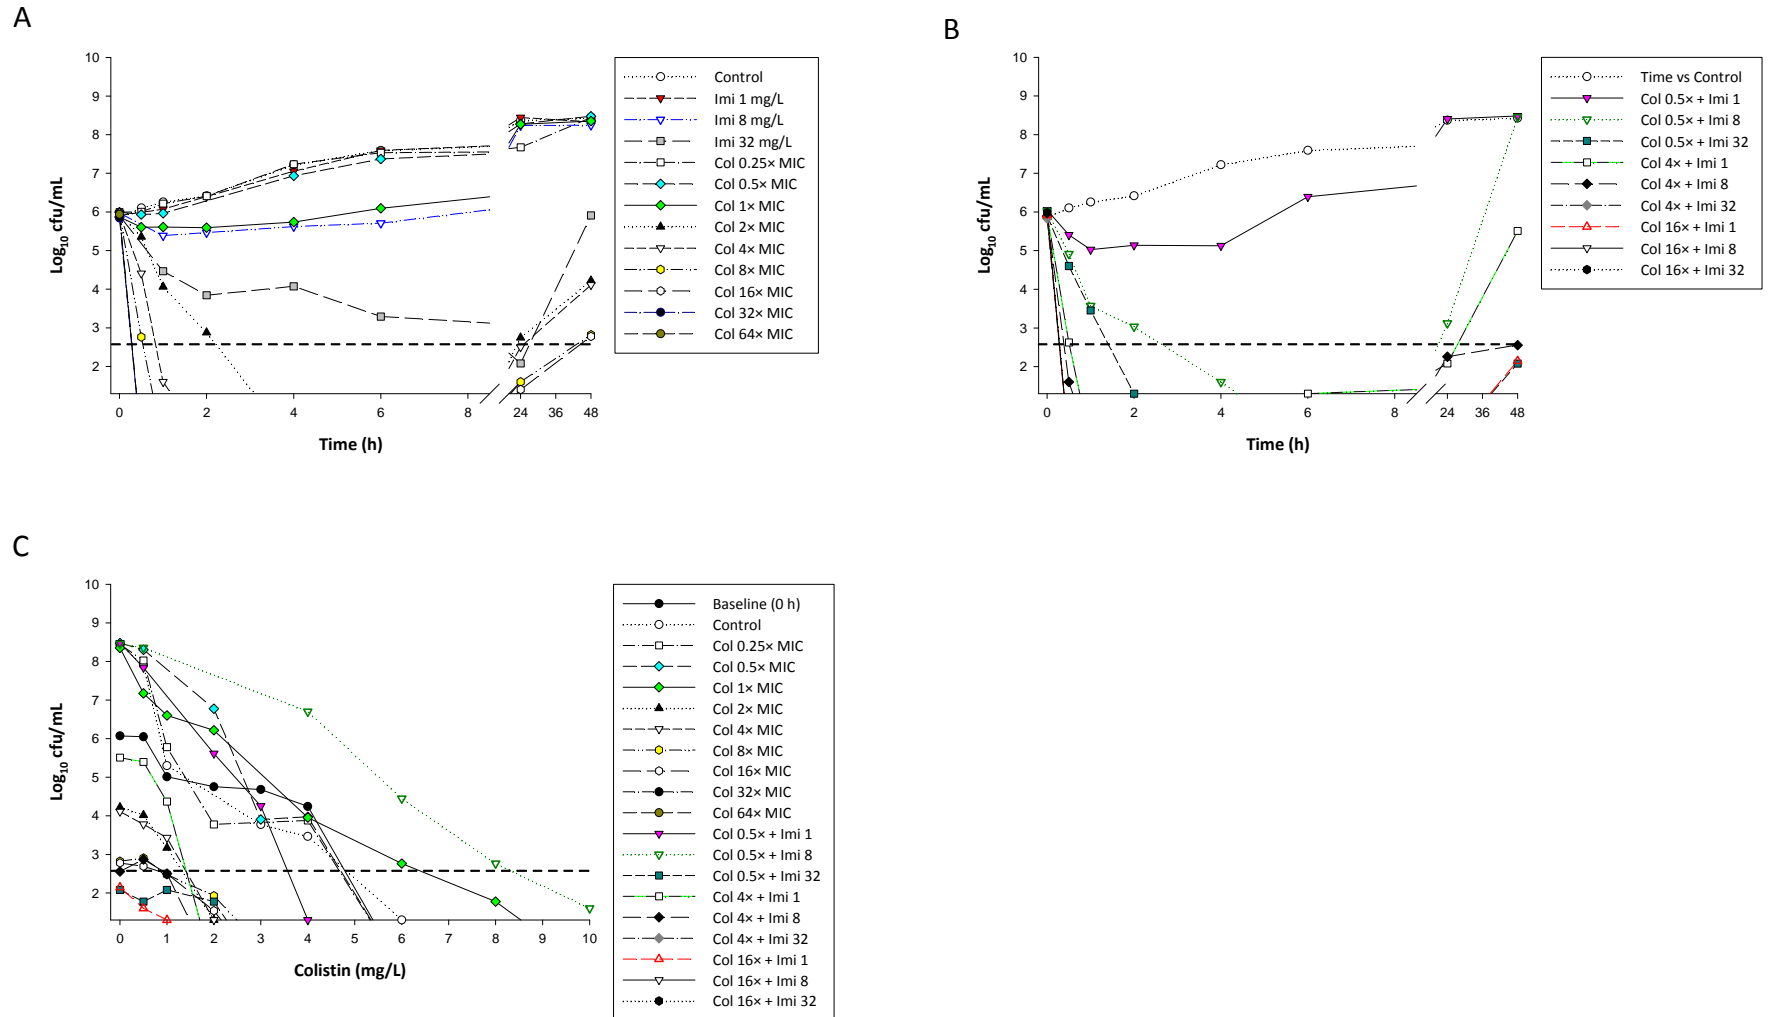 A
10
9
8
7
6
5
4
3
2
Log10 cfu/mL
0 2 4 6 8 24 36 48
Time (h)
Control
Imi 1 mg/L
Imi 8 mg/L
Imi 32 mg/L
Col 0.25× MIC
Col 0.5× MIC
Col 1× MIC
Col 2× MIC
Col 4× MIC
Col 8× MIC
Col 16× MIC
Col 32× MIC
Col 64× MIC
B
10
9
8
7
6
5
4
3
2
Log10 cfu/mL
0 2 4 6 8 24 36 48
Time (h)
Time vs Control
Col 0.5× + Imi 1
Col 0.5× + Imi 8
Col 0.5× + Imi 32
Col 4× + Imi 1
Col 4× + Imi 8
Col 4× + Imi 32
Col 16× + Imi 1
Col 16× + Imi 8
Col 16× + Imi 32
C
10
9
8
7
6
5
4
3
2
Log10 cfu/mL
0 1 2 3 4 5 6 7 8 9 10
Colistin (mg/L)
Baseline (0 h)
Control
Col 0.25× MIC
Col 0.5× MIC
Col 1× MIC
Col 2× MIC
Col 4× MIC
Col 8× MIC
Col 16× MIC
Col 32× MIC
Col 64× MIC
Col 0.5× + Imi 1
Col 0.5× + Imi 8
Col 0.5× + Imi 32
Col 4× + Imi 1
Col 4× + Imi 8
Col 4× + Imi 32
Col 16× + Imi 1
Col 16× + Imi 8
Col 16× + Imi 32